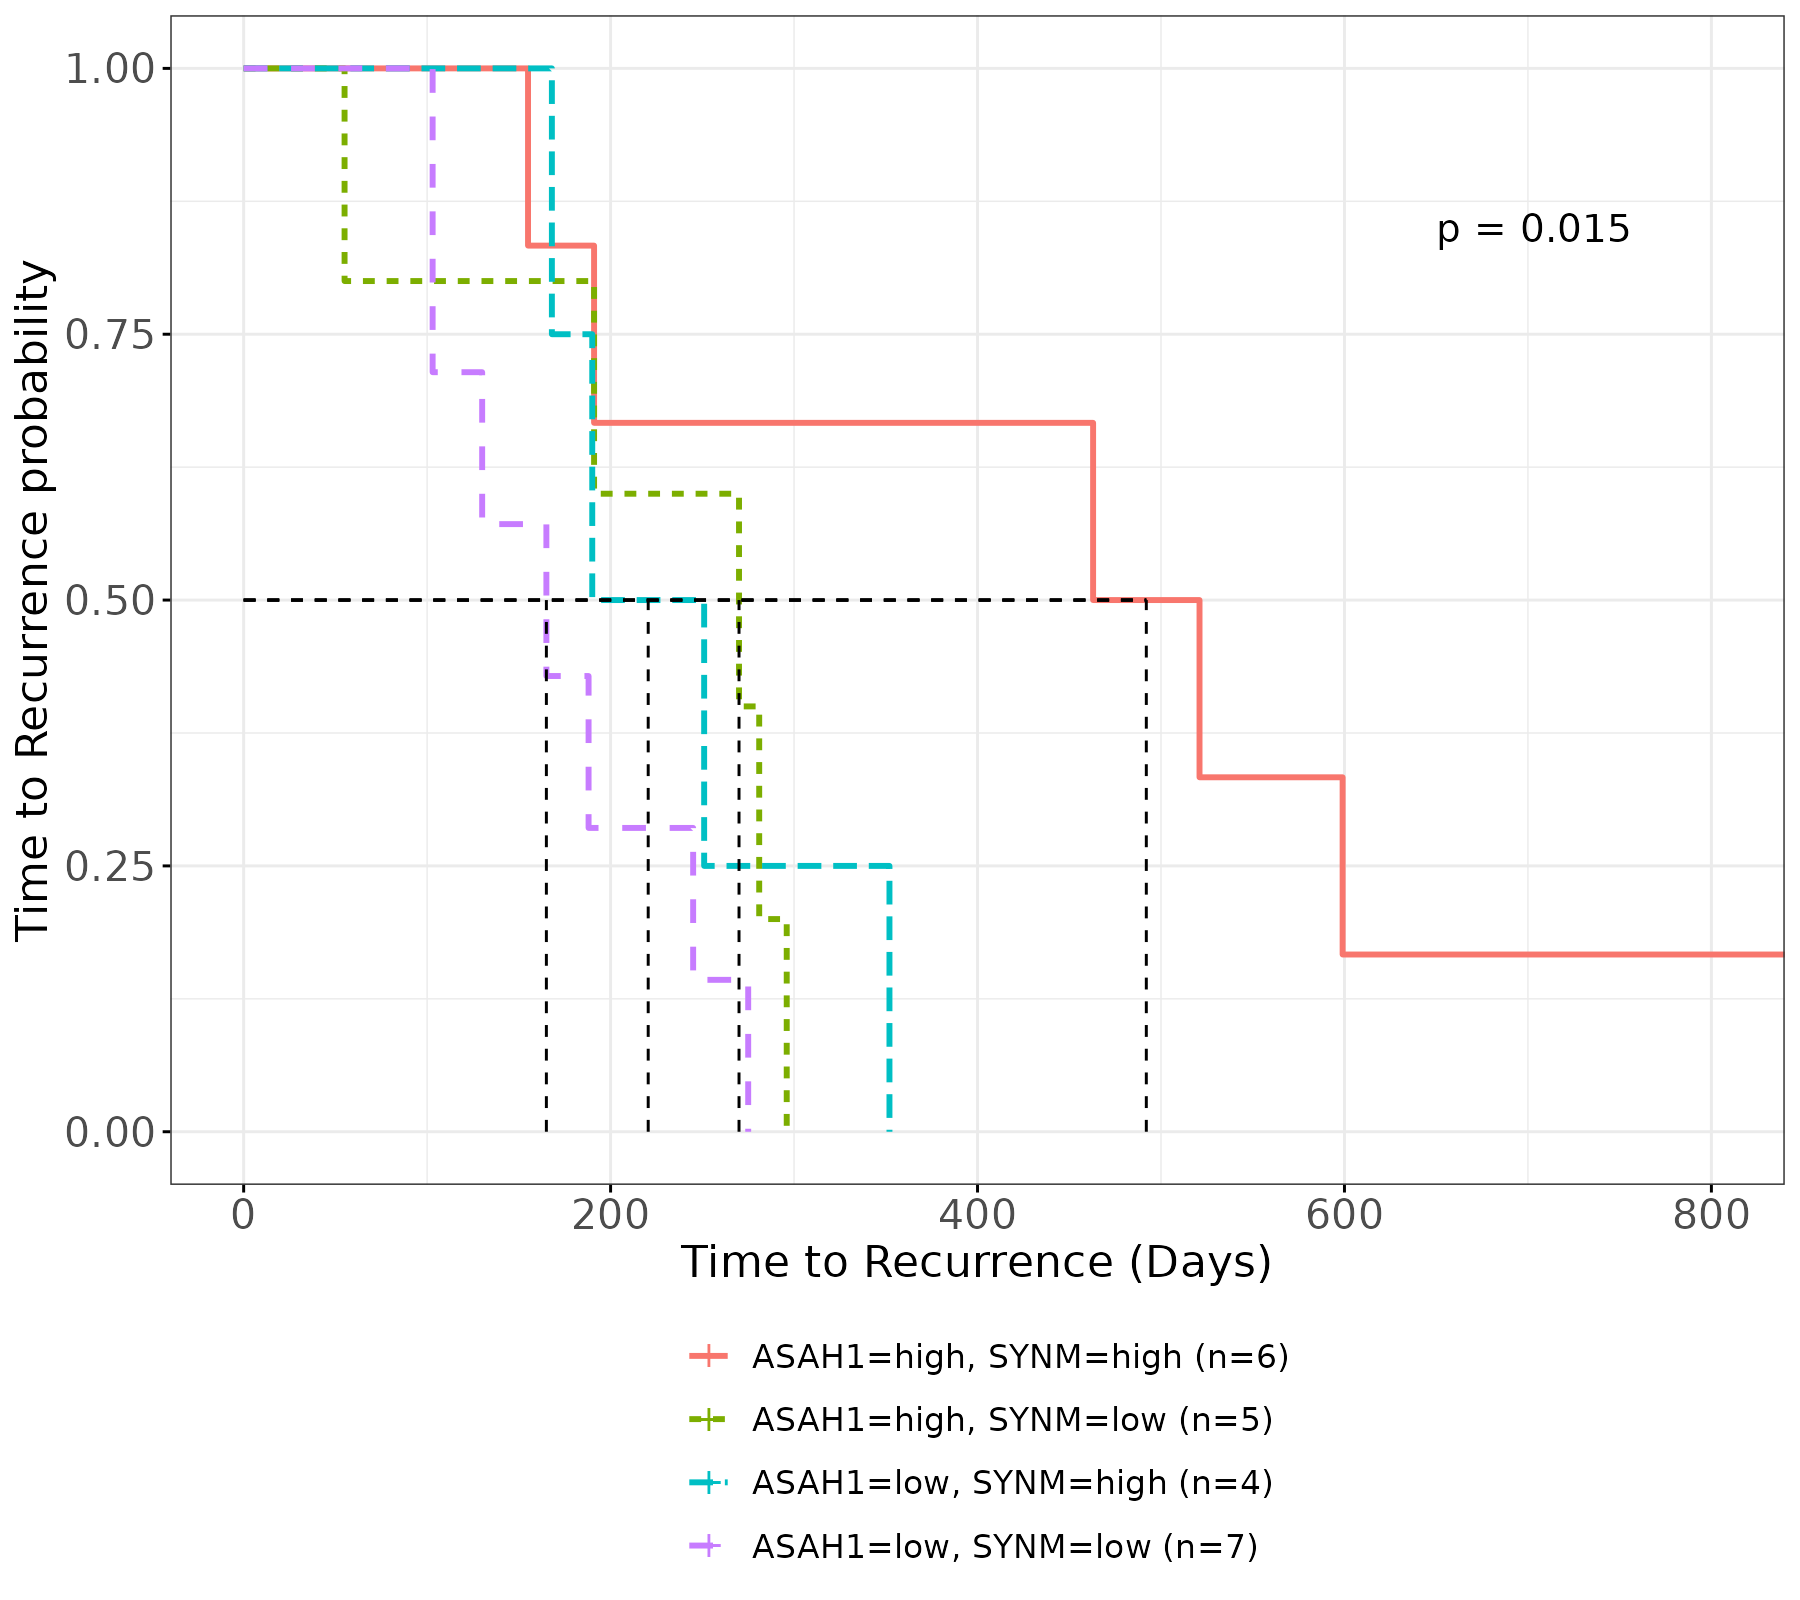 1.00
0.75
0.50
0.25
0.00
Time to Recurrence probability
p = 0.015
0 200 400 600 800
Time to Recurrence (Days)
ASAH1=high, SYNM=high (n=6)
ASAH1=high, SYNM=low (n=5)
ASAH1=low, SYNM=high (n=4)
ASAH1=low, SYNM=low (n=7)